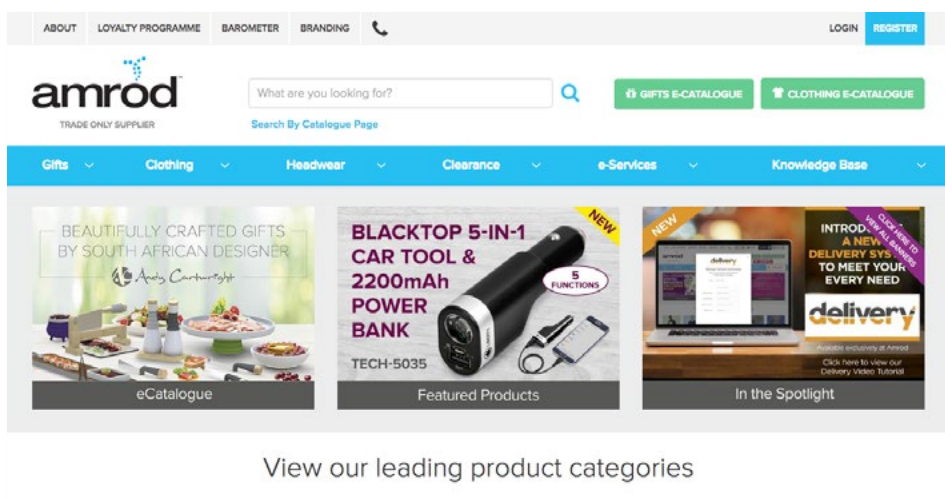 ABOUT LOYALTY PROGRAMME BAROMETER BRANDING LOGIN REGISTER
amrod
TRADE ONLY SUPPLIER
What are you looking for?
Search By Catalogue Page
GIFTS E-CATALOGUE CLOTHING E-CATALOGUE
Gifts Clothing Headwear Clearance e-Services Knowledge Base
BEAUTIFULLY CRAFTED GIFTS
BY SOUTH AFRICAN DESIGNER
Andy Cartwright
eCatalogue
NEW
BLACKTOP 5-IN-1
CAR TOOL &
2200mAh
POWER
BANK
5
FUNCTIONS
TECH-5035
Featured Products
NEW
CLICK HERE TO
VIEW ALL BANNERS
A NEW
DELIVERY
TO MEET YOUR
EVERY NEED
delivery
Available exclusively at Amrod
Click here to view our
Delivery Video Tutorial
In the Spotlight
View our leading product categories